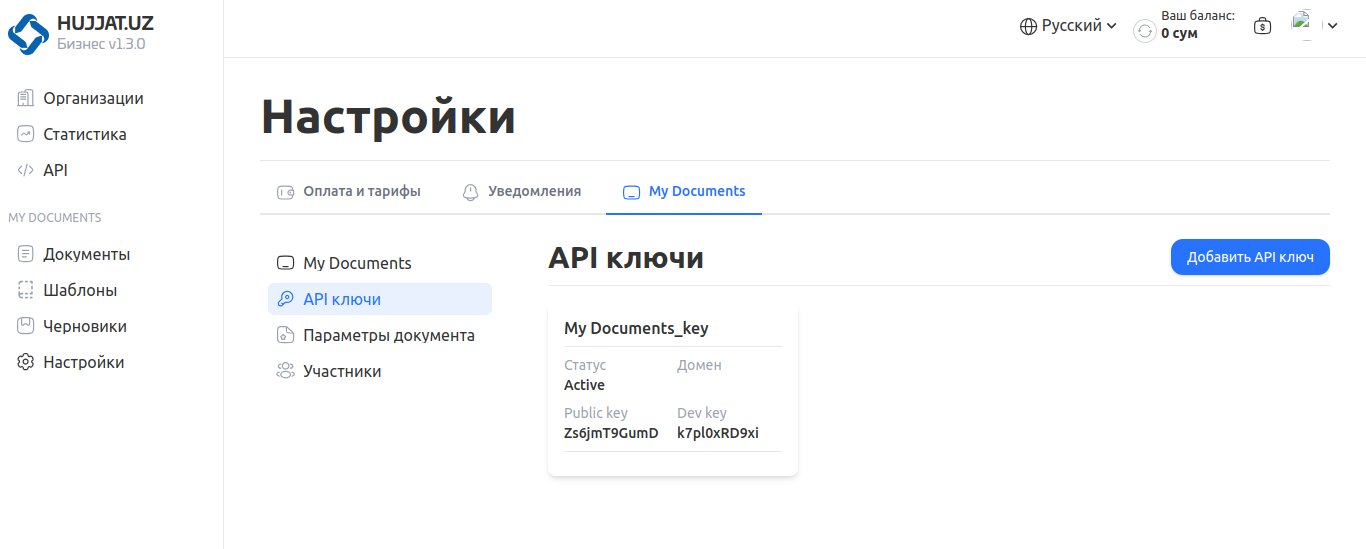 HUJJAT.UZ
Бизнес v1.3.0
Русский
Ваш баланс:
0 сум
Организации
Статистика
API
MY DOCUMENTS
Документы
Шаблоны
Черновики
Настройки
Настройки
Оплата и тарифы
Уведомления
My Documents
My Documents
API ключи
Параметры документа
Участники
API ключи
Добавить API ключ
My Documents_key
Статус
Домен
Active
Public key
Dev key
Zs6jmT9GumD
k7pl0xRD9xi